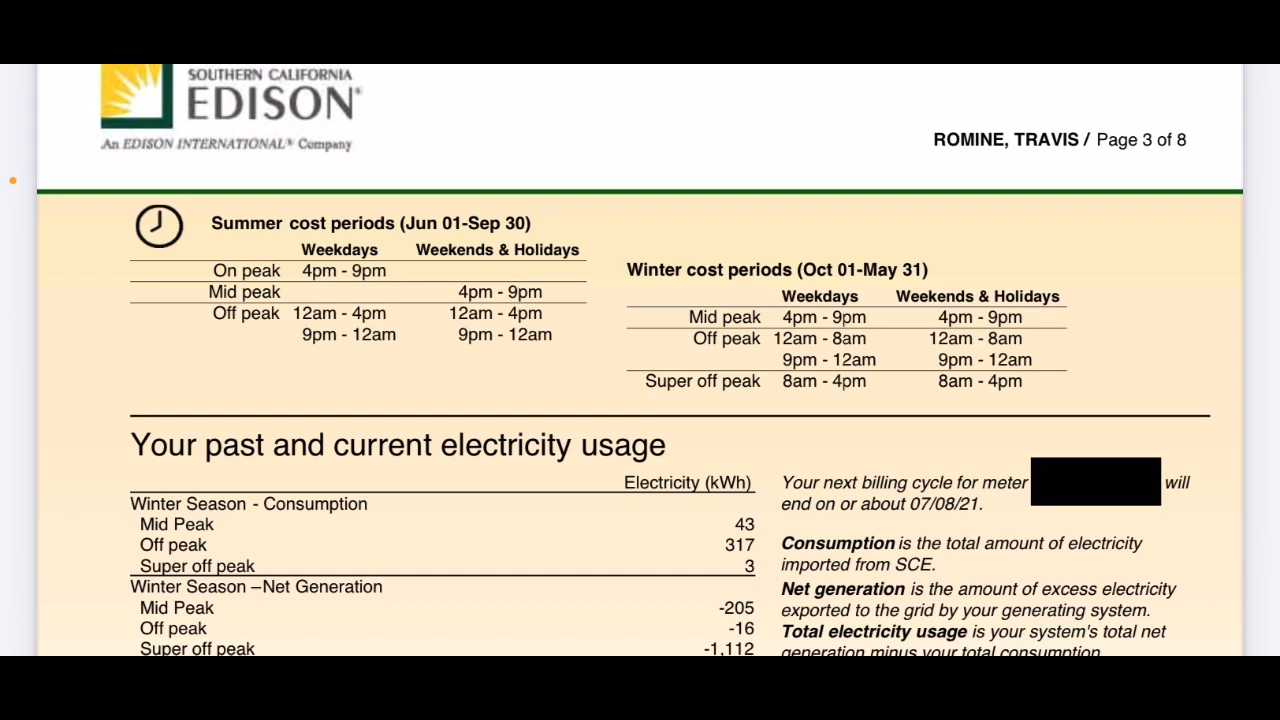 SOUTHERN CALIFORNIA
EDISON®
An EDISON INTERNATIONAL® Company
ROMINE, TRAVIS / Page 3 of 8
Summer cost periods (Jun 01-Sep 30)
Weekdays Weekends & Holidays
On peak 4pm - 9pm
Mid peak 4pm - 9pm
Off peak 12am - 4pm 12am - 4pm
9pm - 12am 9pm - 12am
Winter cost periods (Oct 01-May 31)
Weekdays Weekends & Holidays
Mid peak 4pm - 9pm 4pm - 9pm
Off peak 12am - 8am 12am - 8am
9pm - 12am 9pm - 12am
Super off peak 8am - 4pm 8am - 4pm
Your past and current electricity usage
Electricity (kWh)
Winter Season - Consumption
Mid Peak 43
Off peak 317
Super off peak 3
Winter Season –Net Generation
Mid Peak -205
Off peak -16
Super off peak -1,112
Your next billing cycle for meter will
end on or about 07/08/21.
Consumption is the total amount of electricity
imported from SCE.
Net generation is the amount of excess electricity
exported to the grid by your generating system.
Total electricity usage is your system's total net
generation minus your total consumption.